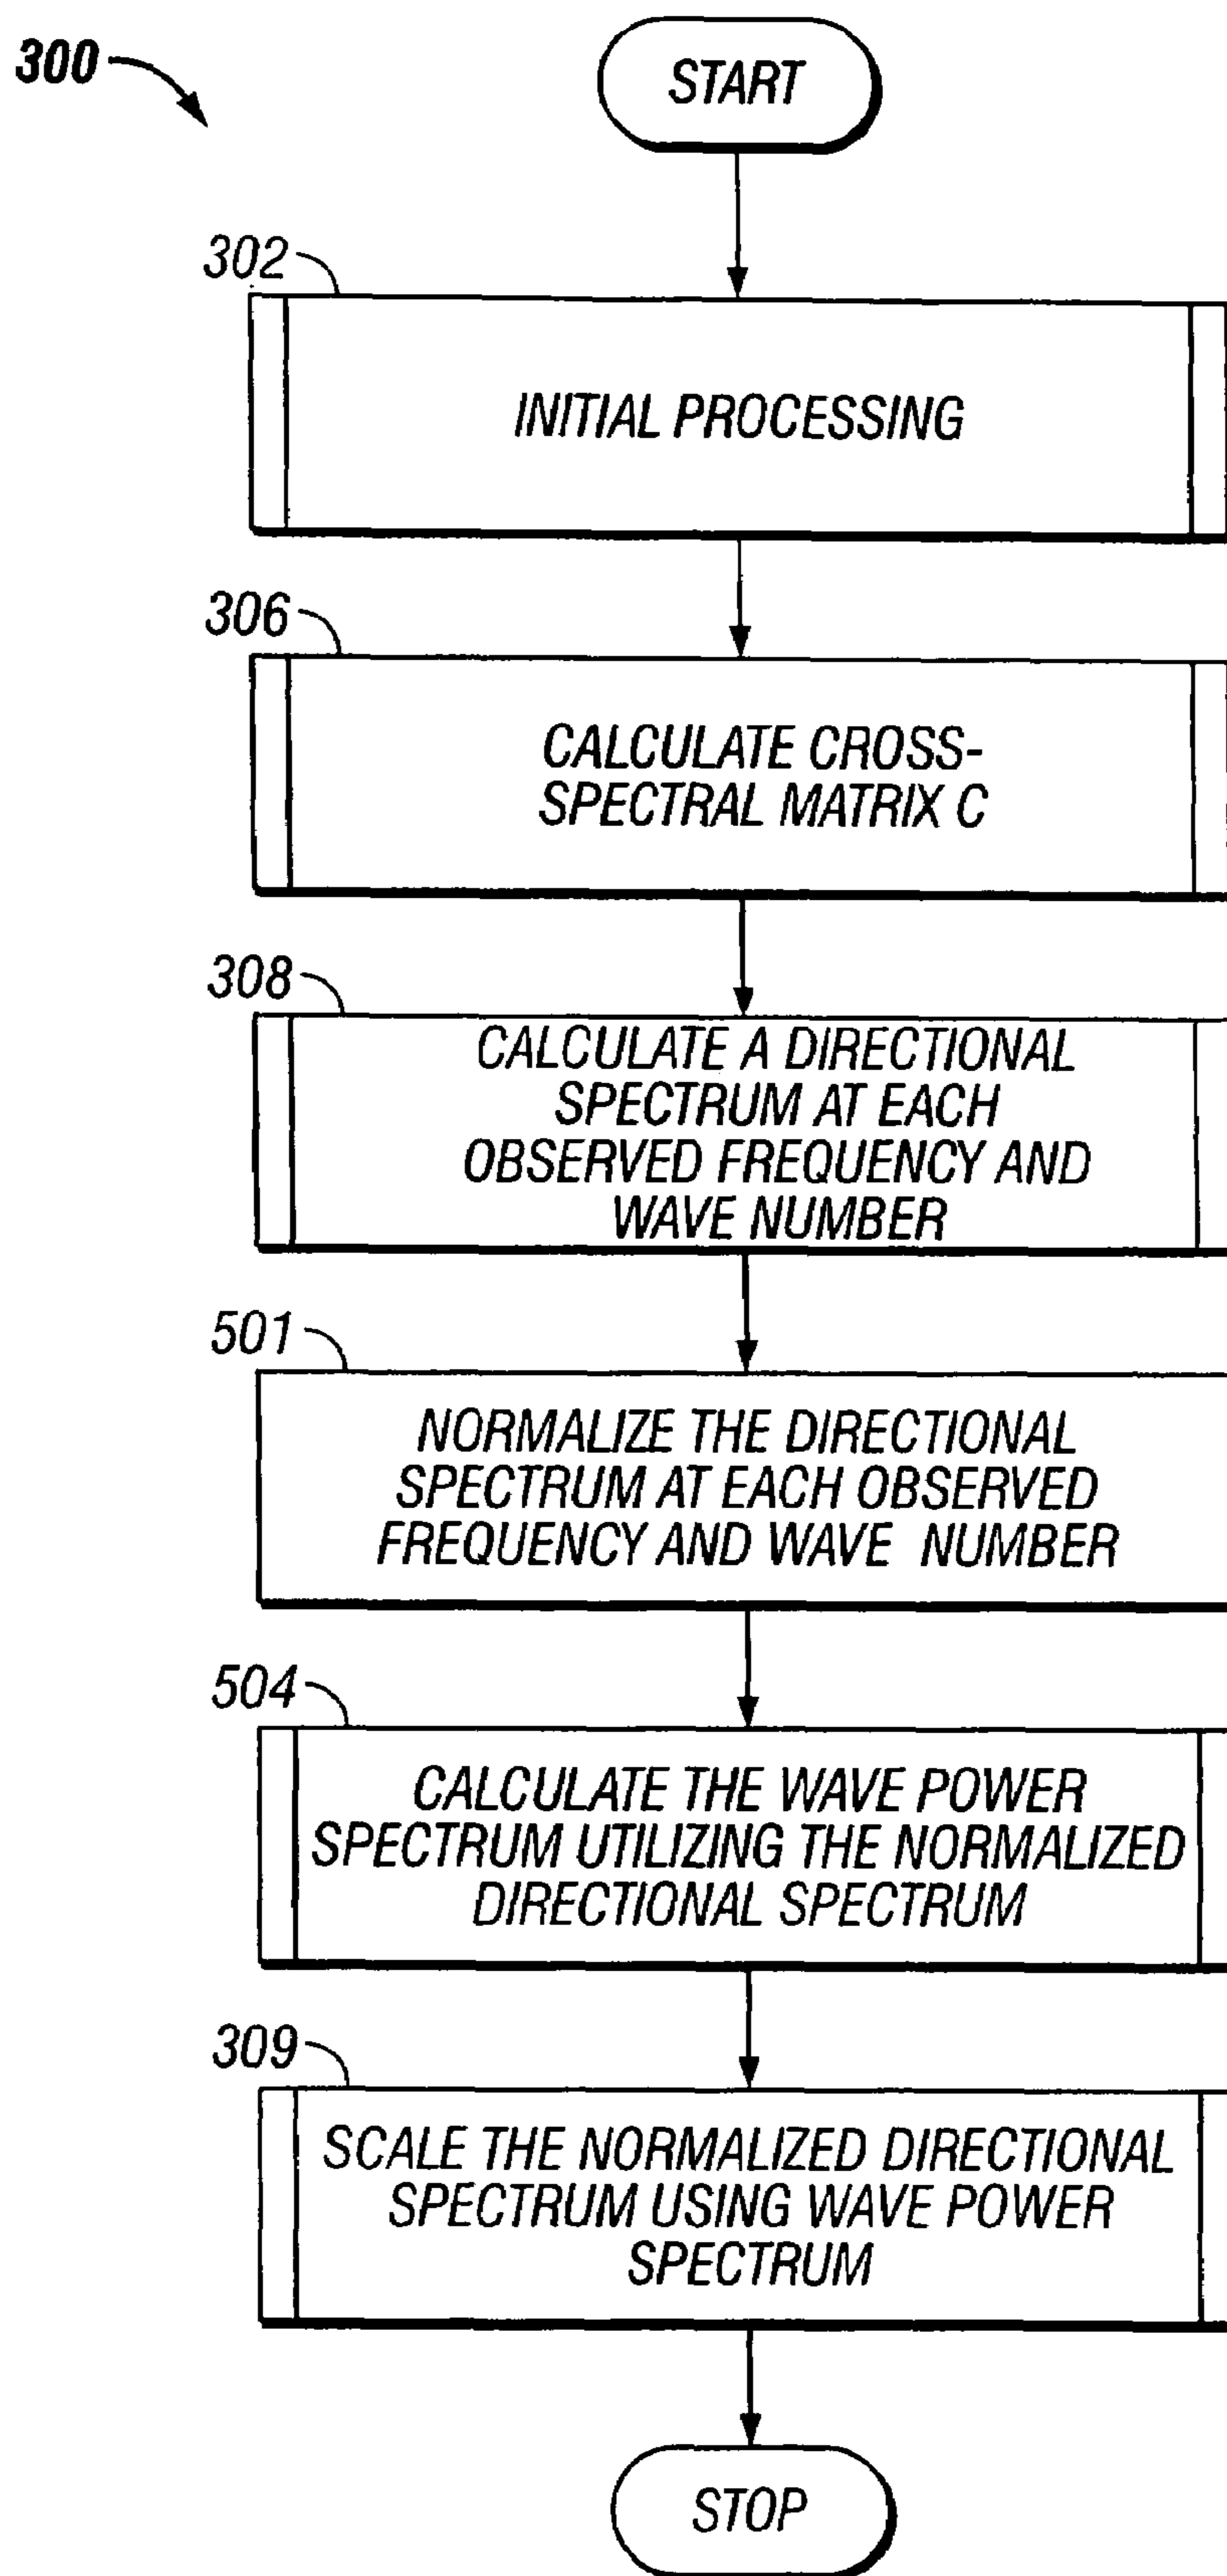 300
START
302
INITIAL PROCESSING
306
CALCULATE CROSS-
SPECTRAL MATRIX C
308
CALCULATE A DIRECTIONAL
SPECTRUM AT EACH
OBSERVED FREQUENCY AND
WAVE NUMBER
501
NORMALIZE THE DIRECTIONAL
SPECTRUM AT EACH OBSERVED
FREQUENCY AND WAVE NUMBER
504
CALCULATE THE WAVE POWER
SPECTRUM UTILIZING THE NORMALIZED
DIRECTIONAL SPECTRUM
309
SCALE THE NORMALIZED DIRECTIONAL
SPECTRUM USING WAVE POWER
SPECTRUM
STOP